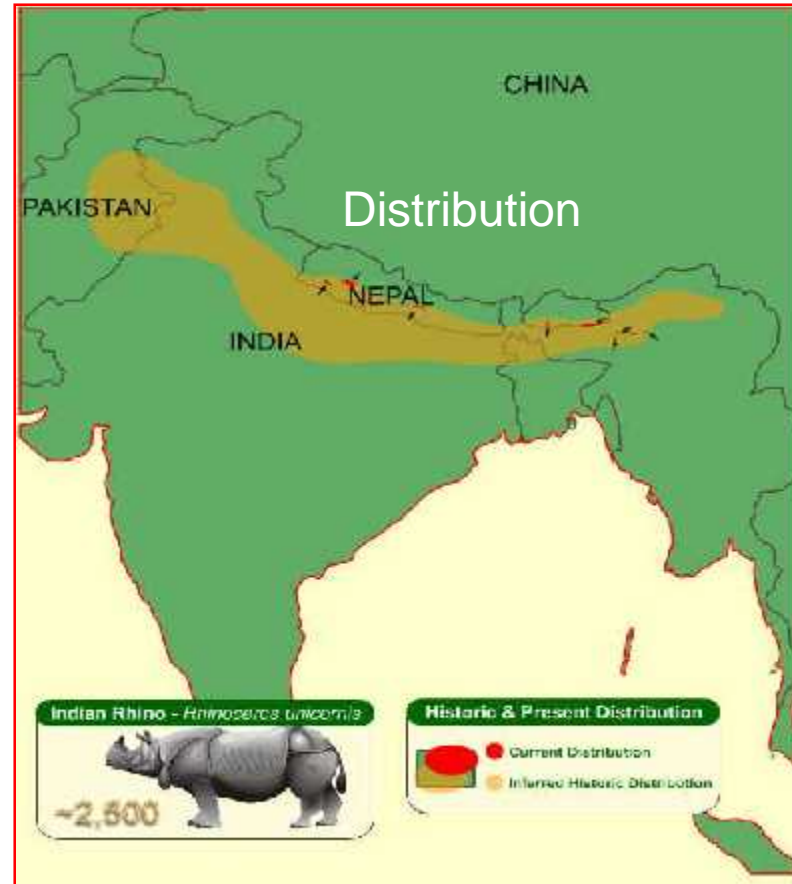 CHINA
PAKISTAN
Distribution
NEPAL
INDIA
Indian Rhino - Rhinoceros unicornis
~2,500
Historic & Present Distribution
Current Distribution
Inferred Historic Distribution